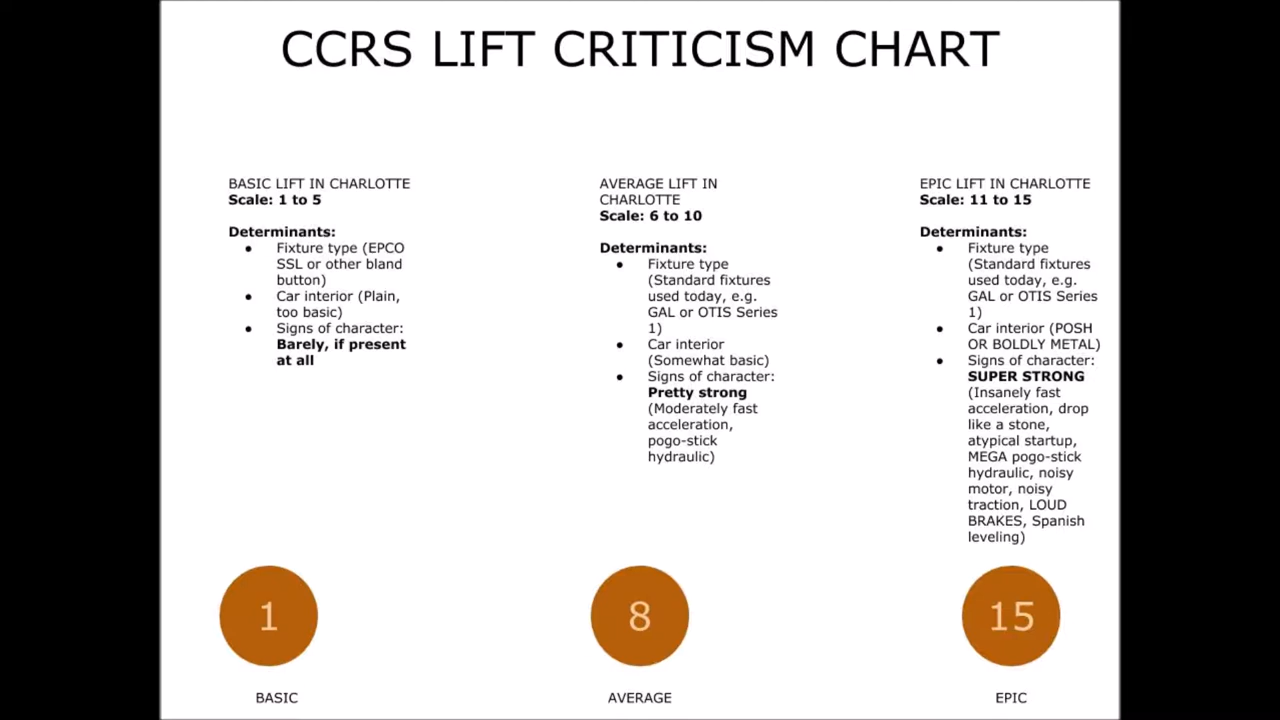 CCRS LIFT CRITICISM CHART
BASIC LIFT IN CHARLOTTE
Scale: 1 to 5
Determinants:
● Fixture type (EPCO
SSL or other bland
button)
● Car interior (Plain,
too basic)
● Signs of character:
Barely, if present
at all
AVERAGE LIFT IN
CHARLOTTE
Scale: 6 to 10
Determinants:
● Fixture type
(Standard fixtures
used today, e.g.
GAL or OTIS Series
1)
● Car interior
(Somewhat basic)
● Signs of character:
Pretty strong
(Moderately fast
acceleration,
pogo-stick
hydraulic)
EPIC LIFT IN CHARLOTTE
Scale: 11 to 15
Determinants:
● Fixture type
(Standard fixtures
used today, e.g.
GAL or OTIS Series
1)
● Car interior (POSH
OR BOLDLY METAL)
● Signs of character:
SUPER STRONG
(Insanely fast
acceleration, drop
like a stone,
atypical startup,
MEGA pogo-stick
hydraulic, noisy
motor, noisy
traction, LOUD
BRAKES, Spanish
leveling)
1
8
15
BASIC
AVERAGE
EPIC